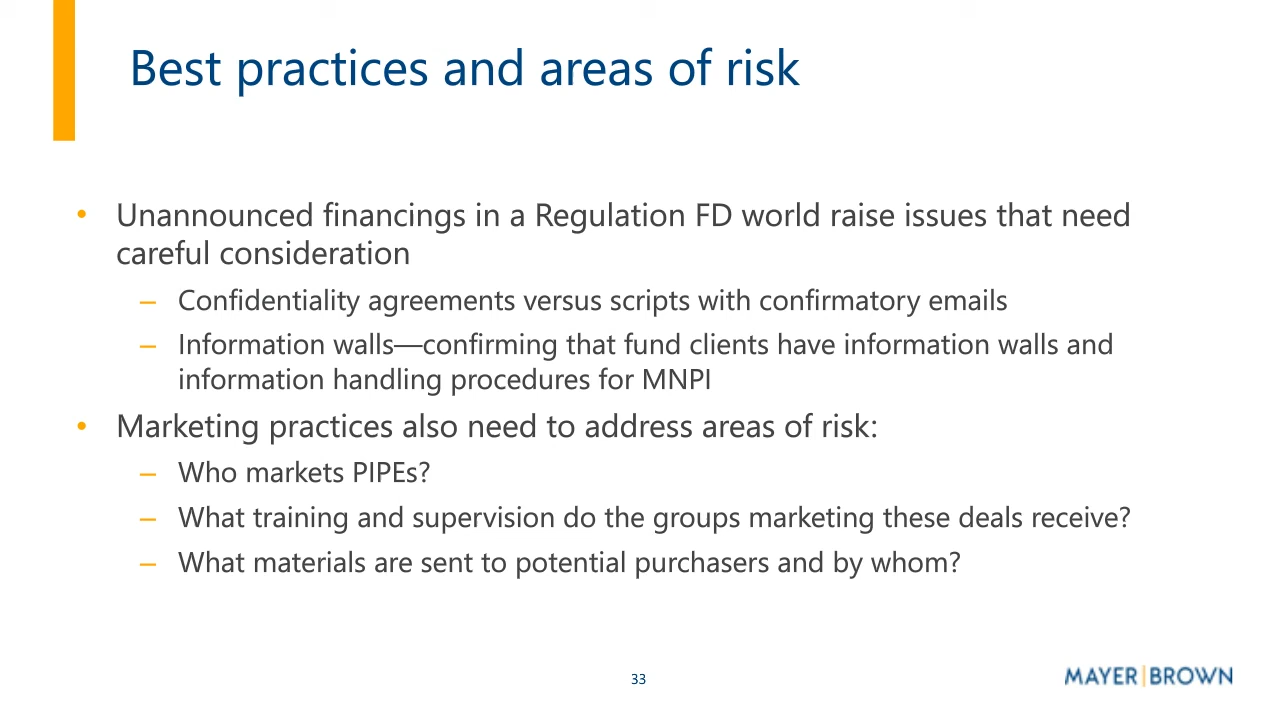 Best practices and areas of risk
• Unannounced financings in a Regulation FD world raise issues that need
careful consideration
– Confidentiality agreements versus scripts with confirmatory emails
– Information walls—confirming that fund clients have information walls and
information handling procedures for MNPI
• Marketing practices also need to address areas of risk:
– Who markets PIPEs?
– What training and supervision do the groups marketing these deals receive?
– What materials are sent to potential purchasers and by whom?
33
MAYER|BROWN